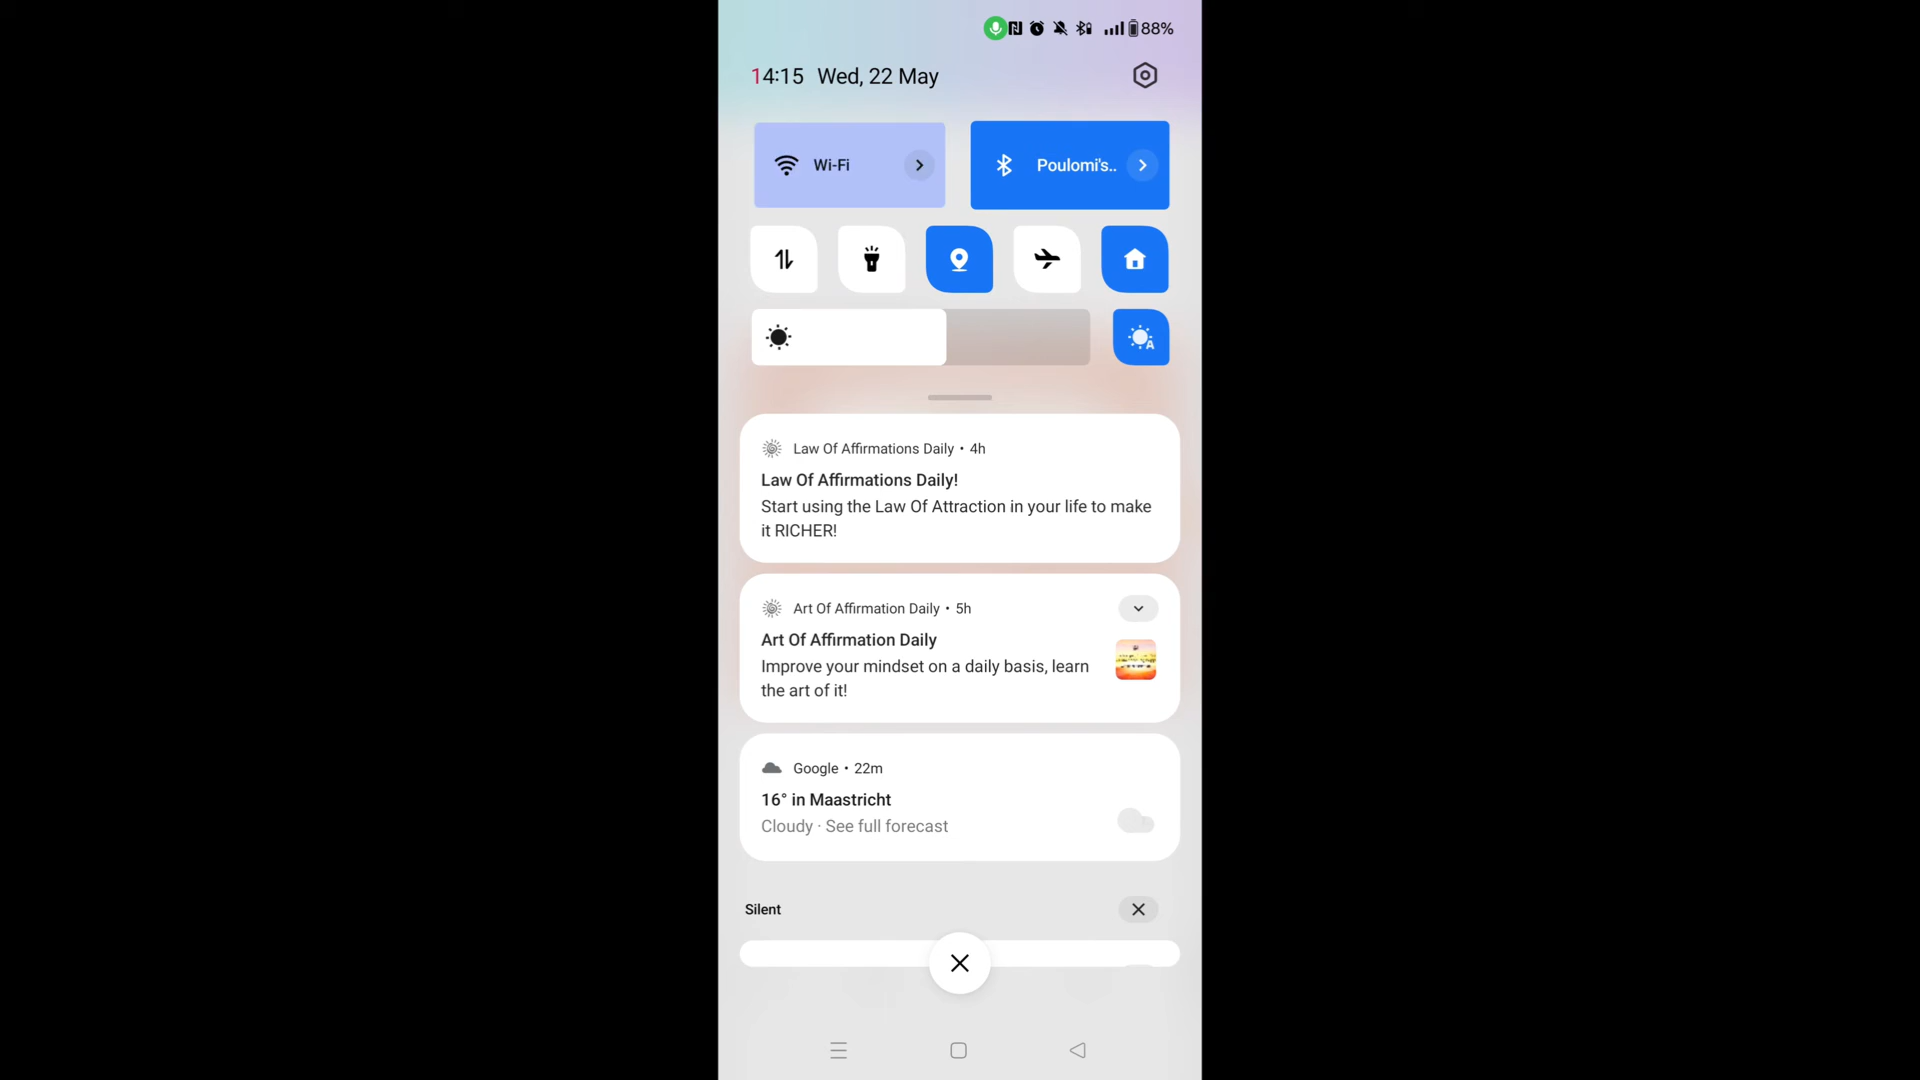 88%
14:15 Wed, 22 May
Wi-Fi
Poulomi's..
A
Law Of Affirmations Daily • 4h
Law Of Affirmations Daily!
Start using the Law Of Attraction in your life to make
it RICHER!
Art Of Affirmation Daily • 5h
Art Of Affirmation Daily
Improve your mindset on a daily basis, learn
the art of it!
Google • 22m
16° in Maastricht
Cloudy · See full forecast
Silent